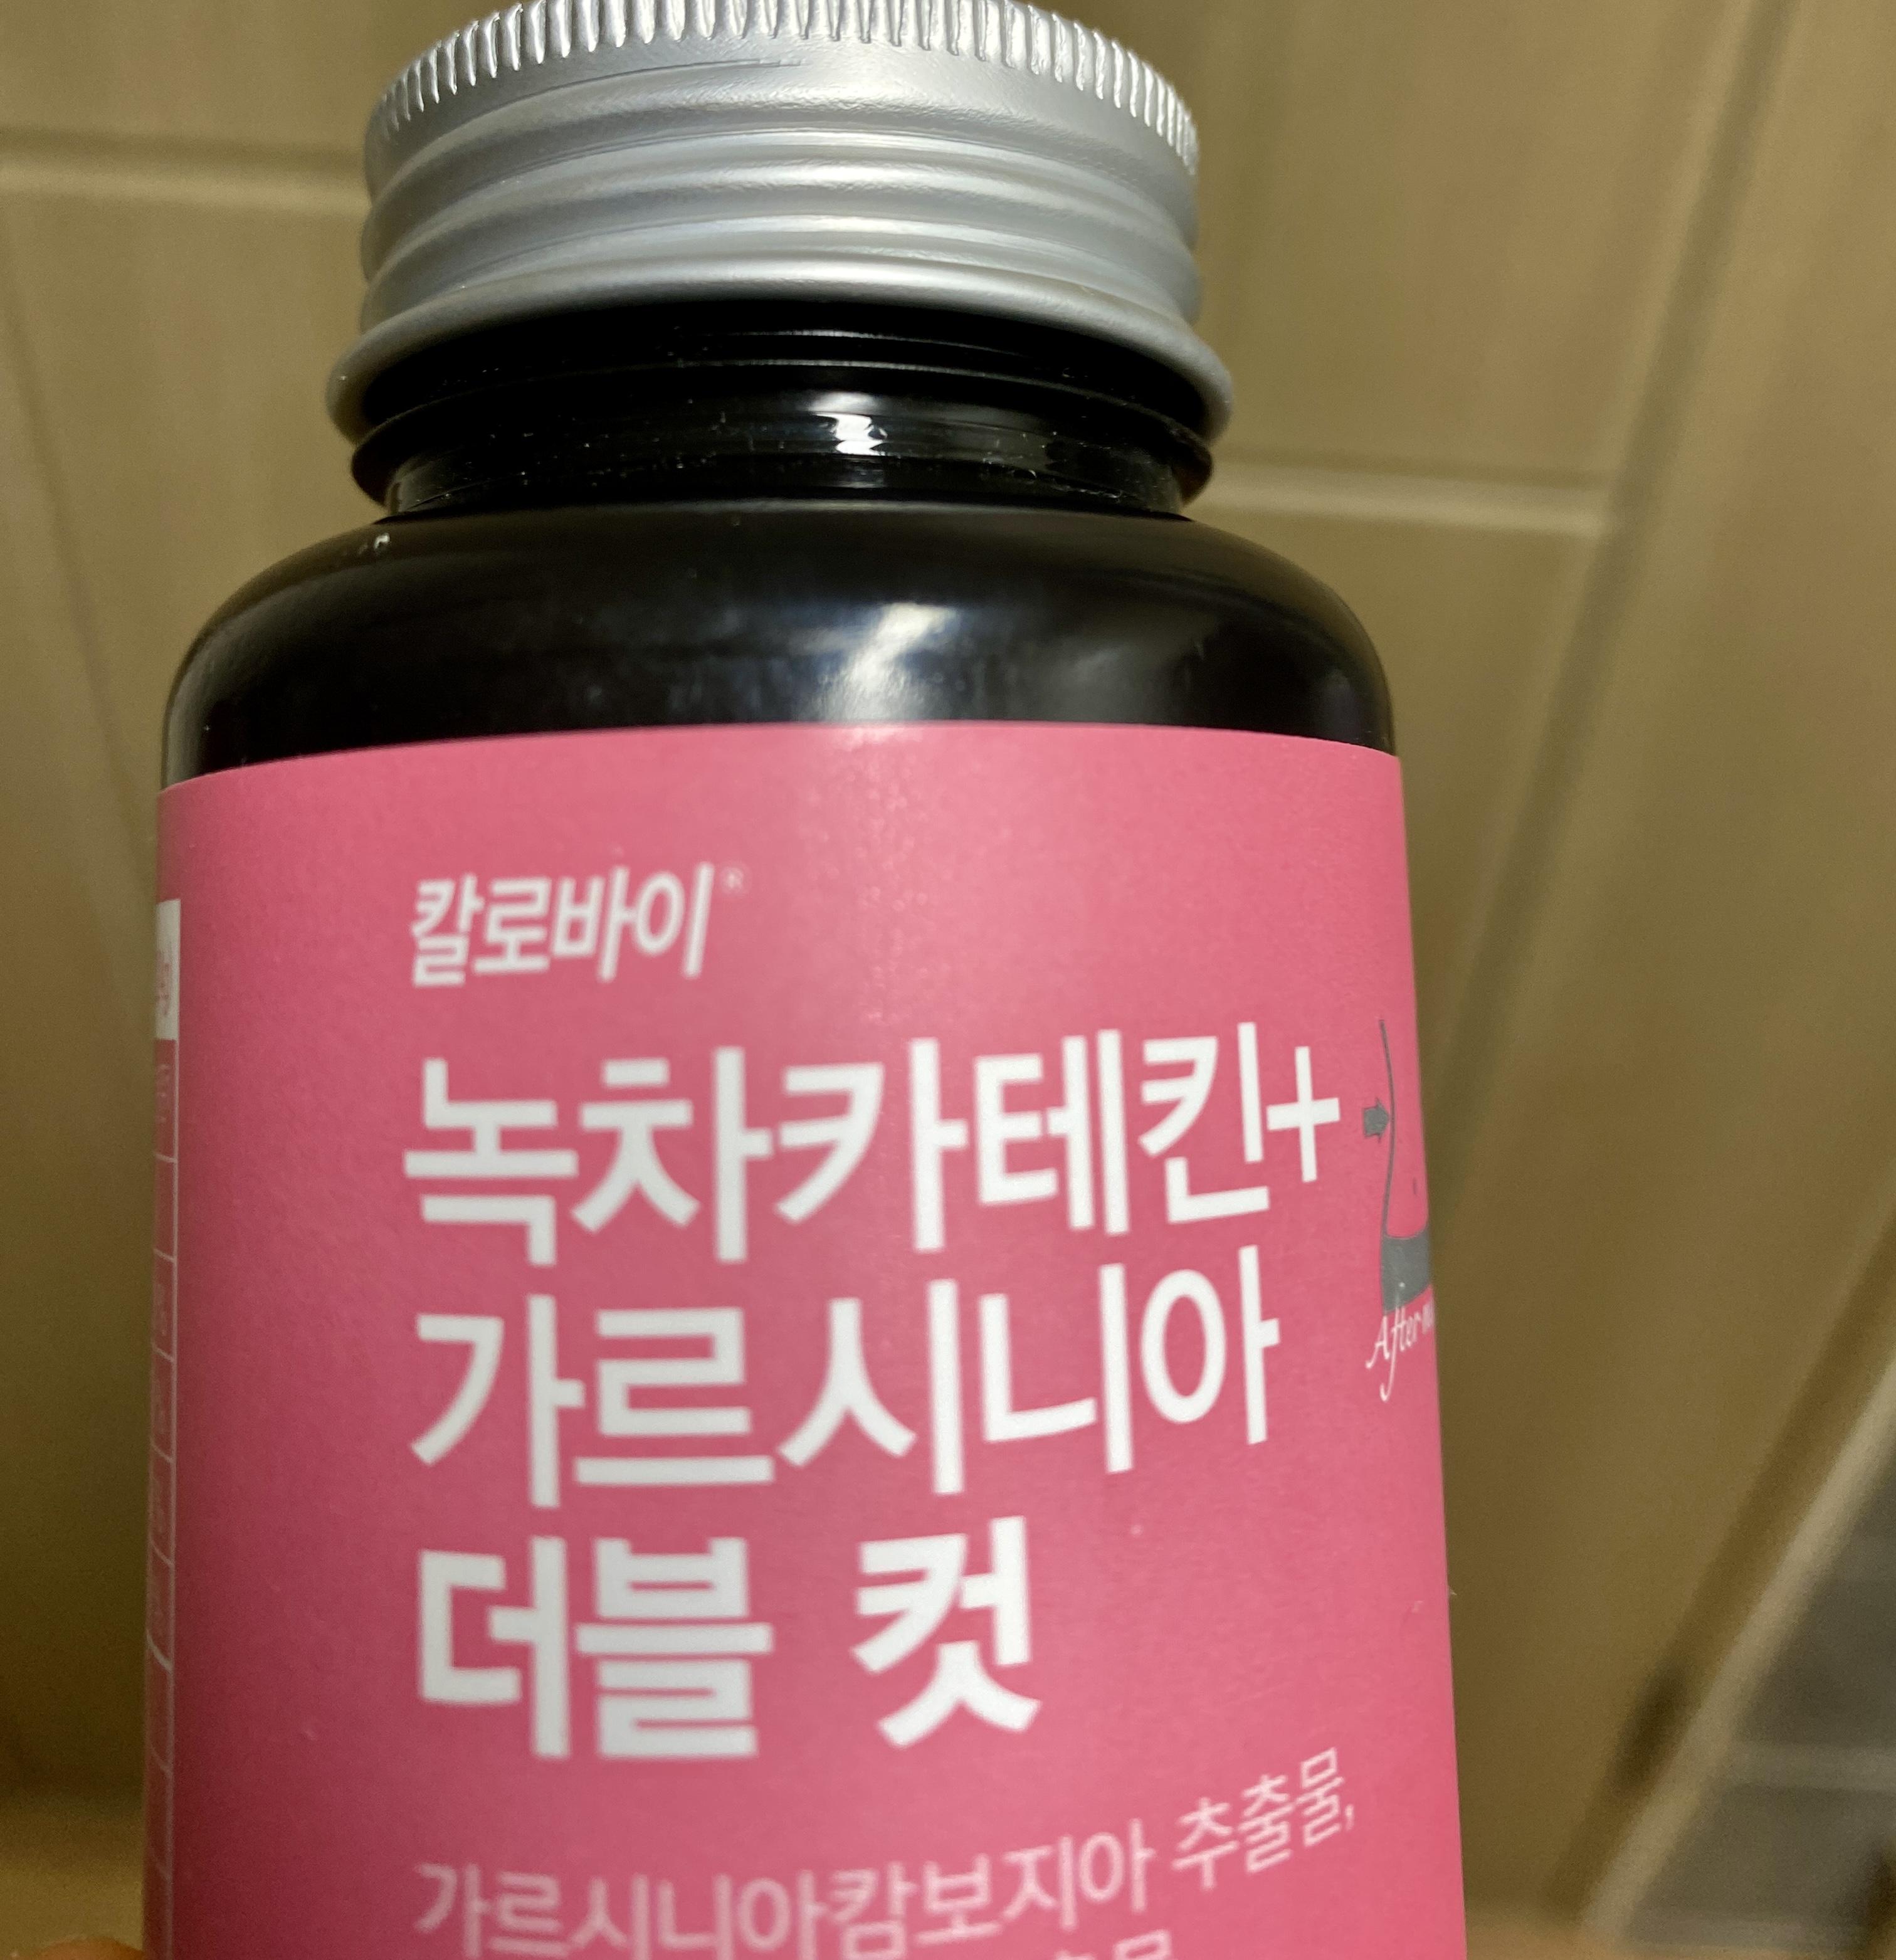 칼로바이®
녹차카테킨+
가르시니아
더블 컷
After
가르시니아캄보지아 추출물,